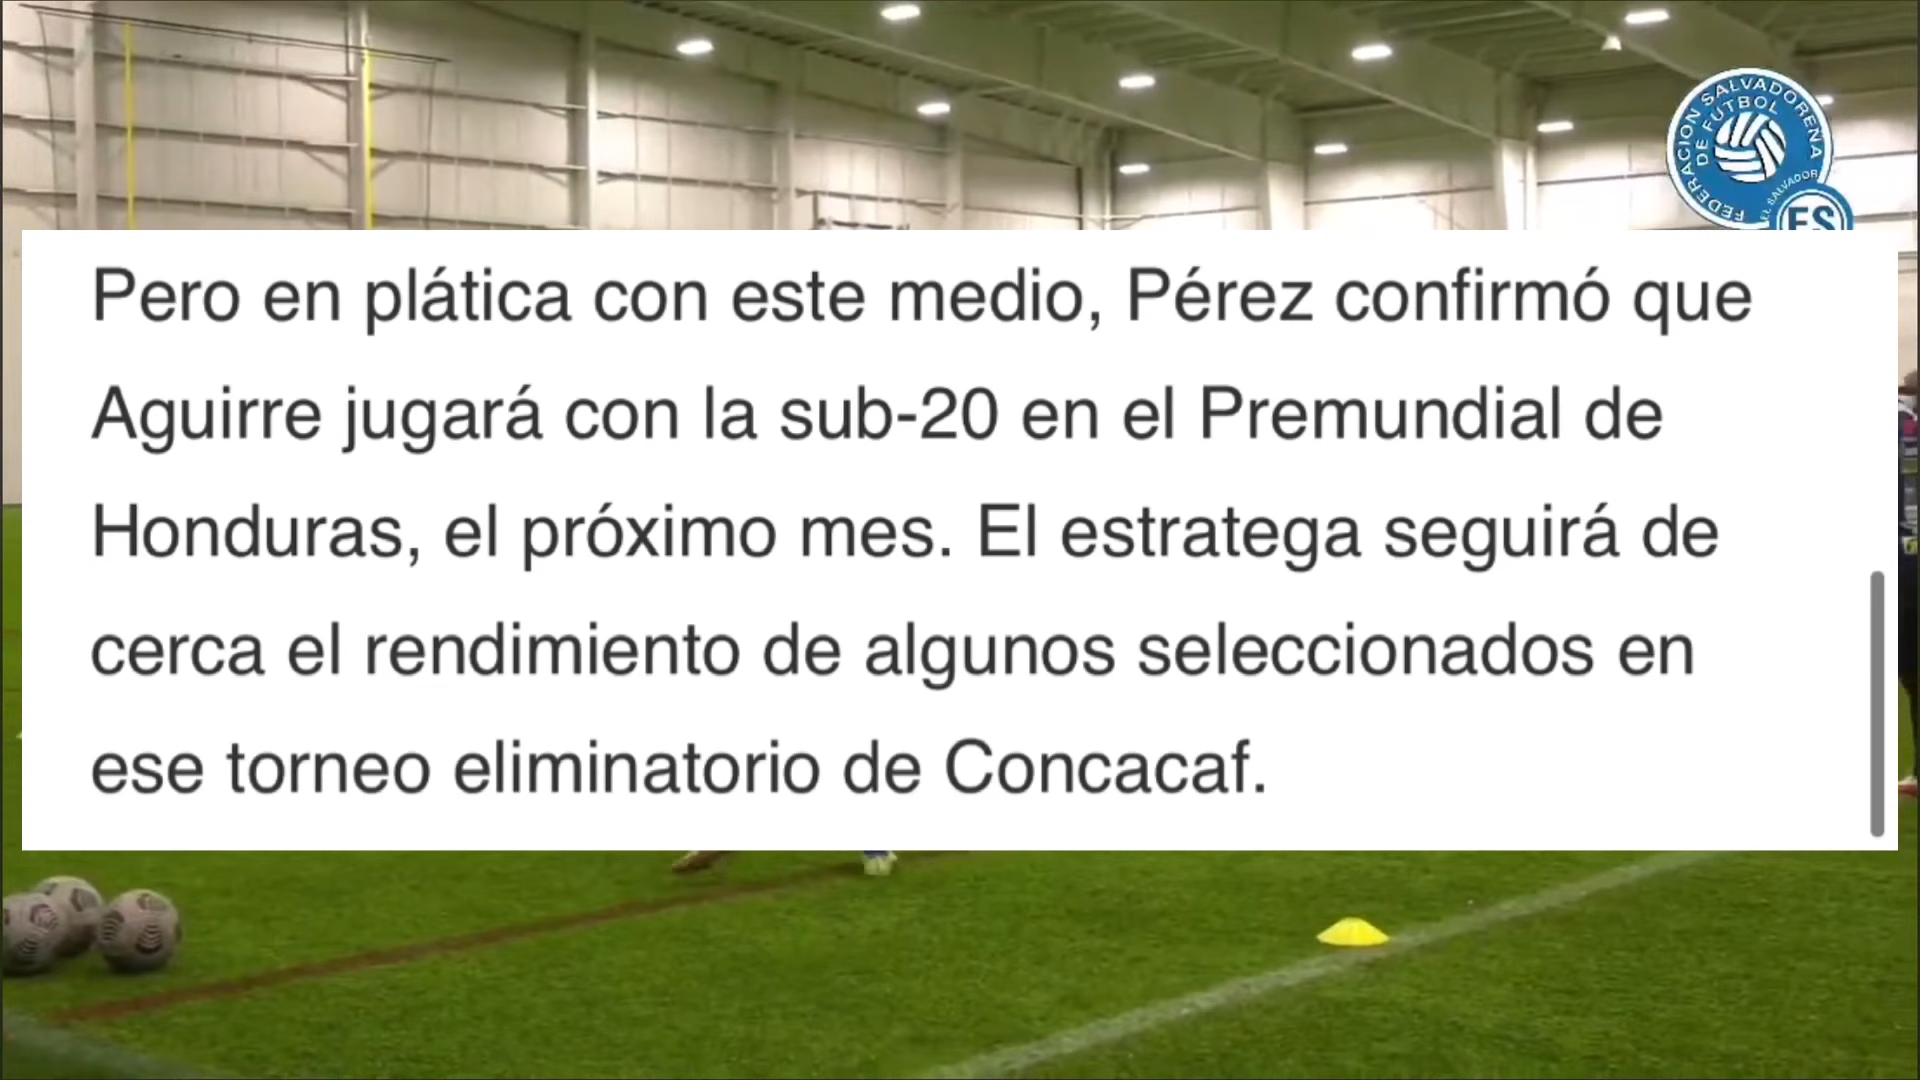 FEDERACION SALVADOREÑA
DE FUTBOL
EL SALVADOR
ES
Pero en plática con este medio, Pérez confirmó que
Aguirre jugará con la sub-20 en el Premundial de
Honduras, el próximo mes. El estratega seguirá de
cerca el rendimiento de algunos seleccionados en
ese torneo eliminatorio de Concacaf.